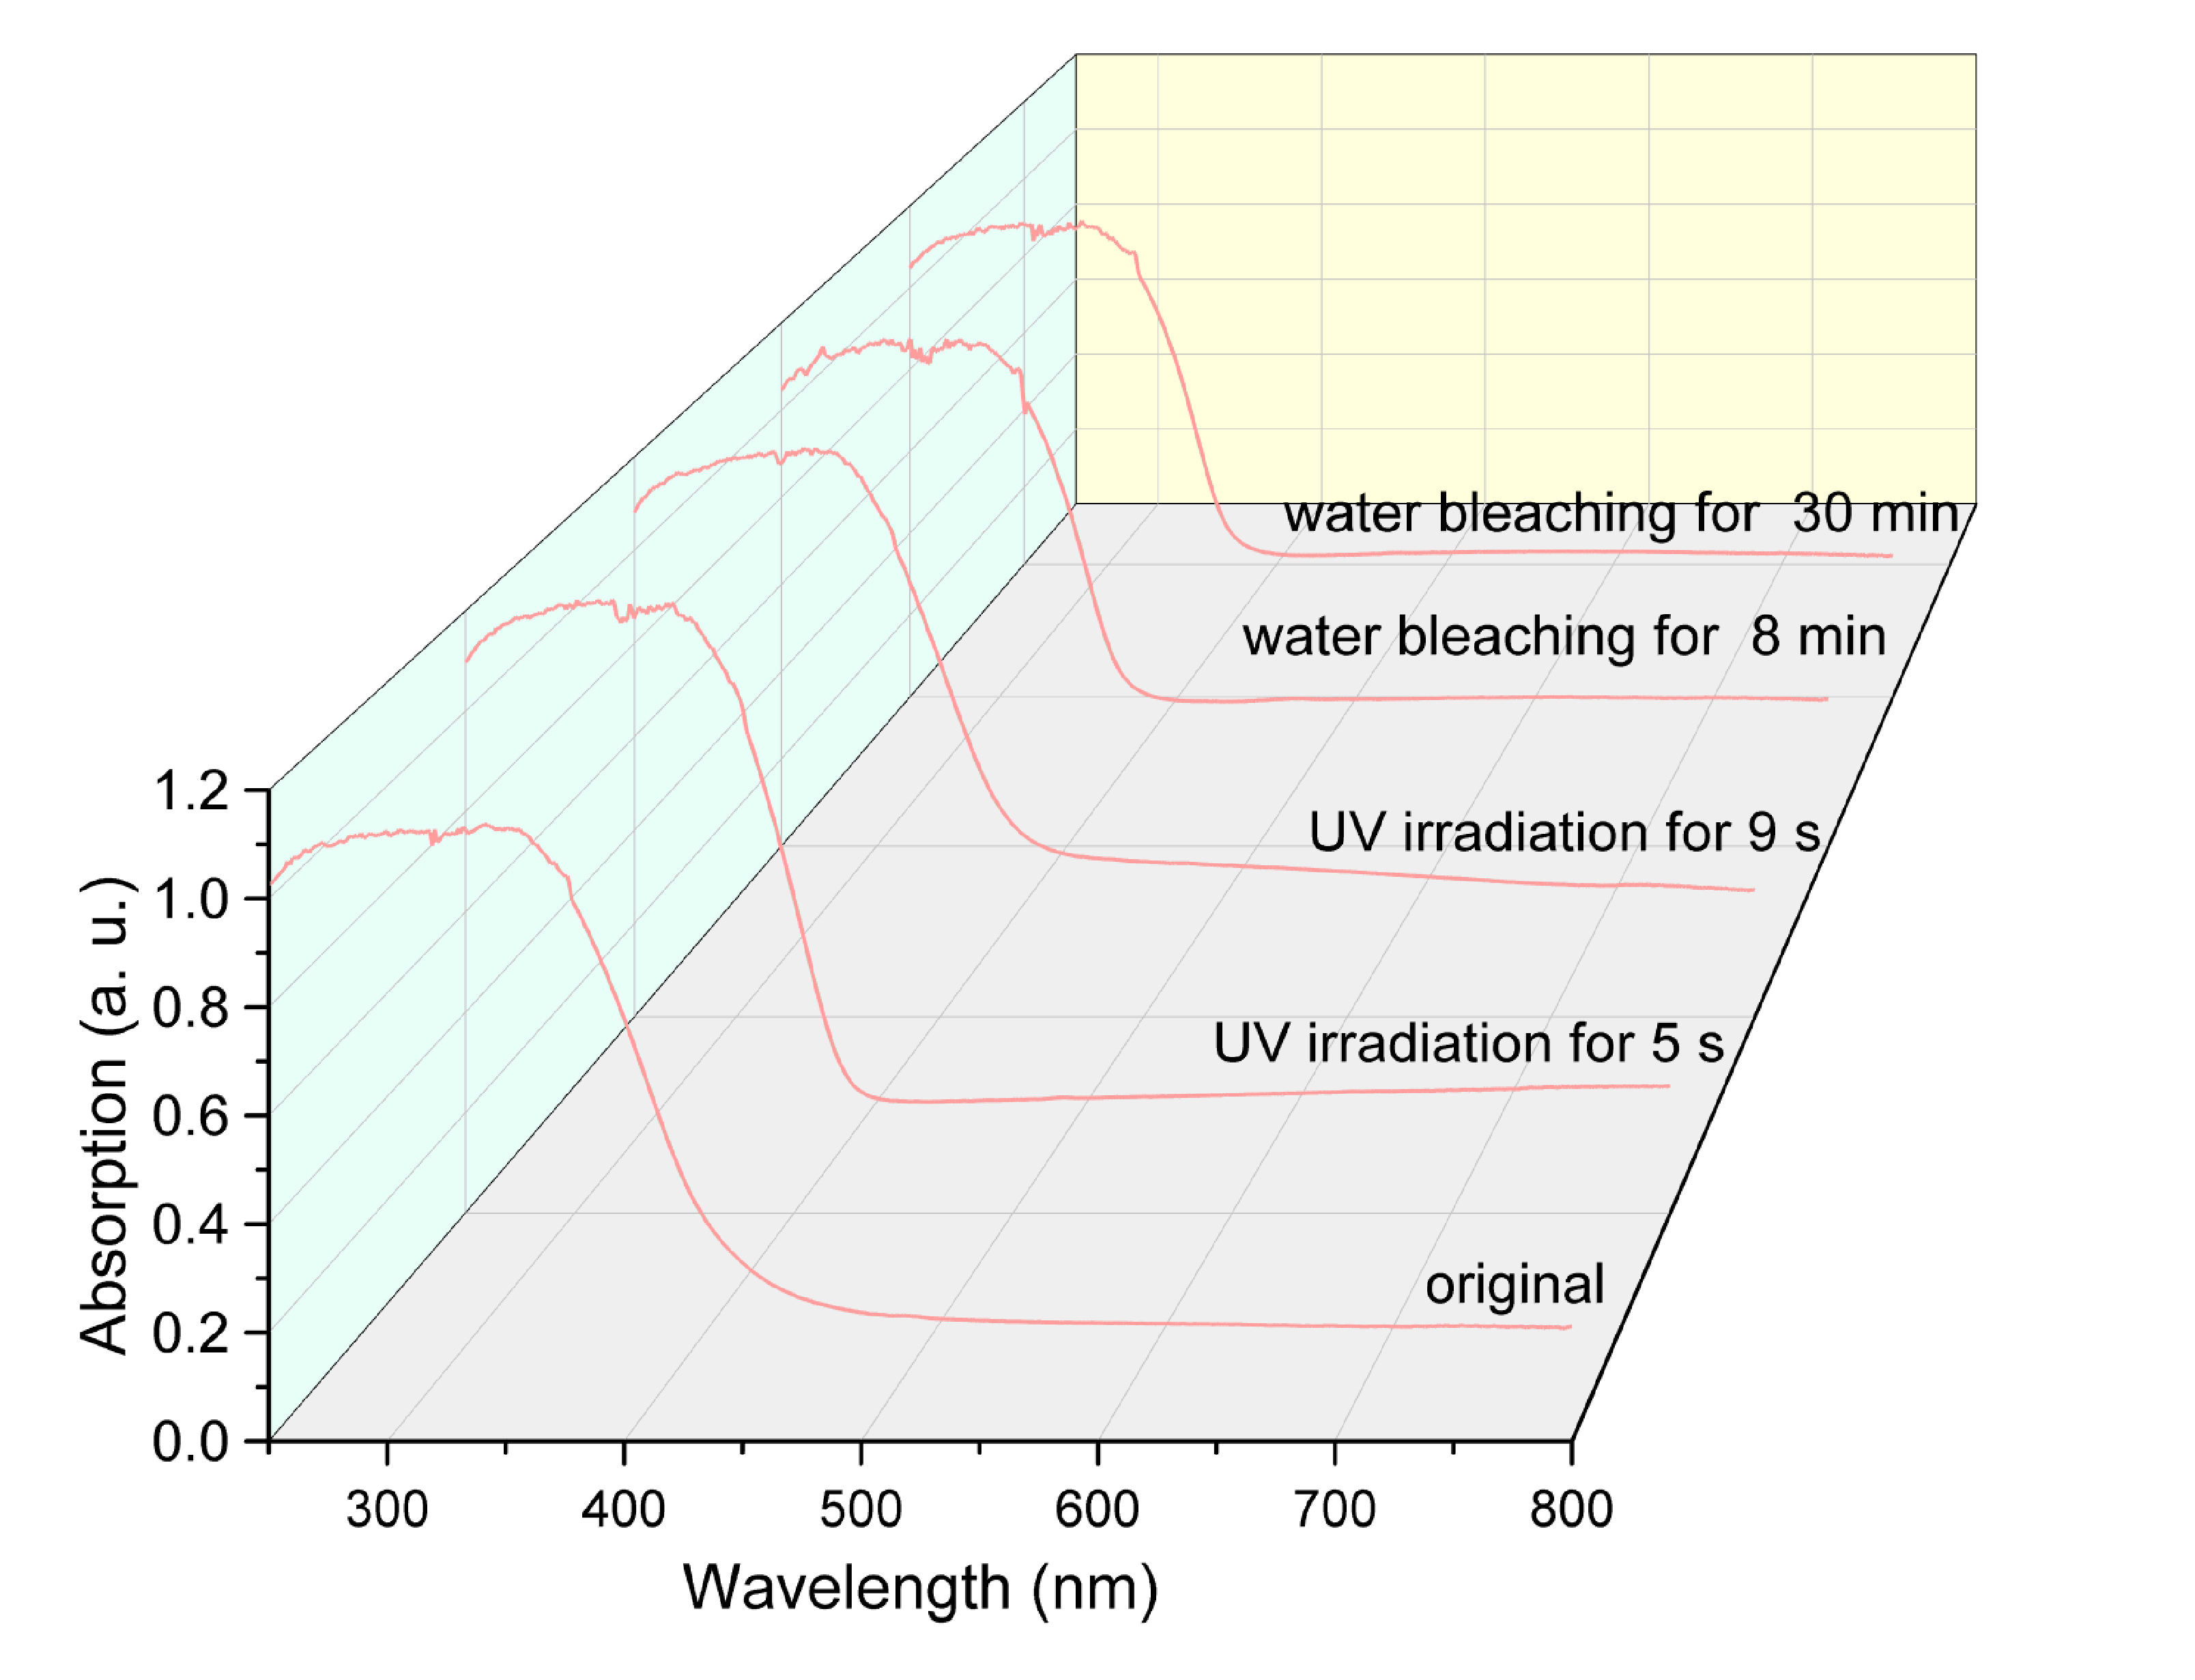 water bleaching for  30 min
water bleaching for  8 min
UV irradiation for 9 s
UV irradiation for 5 s
original
1.2
1.0
0.8
0.6
0.4
0.2
0.0
Absorption (a. u.)
300 400 500 600 700 800
Wavelength (nm)